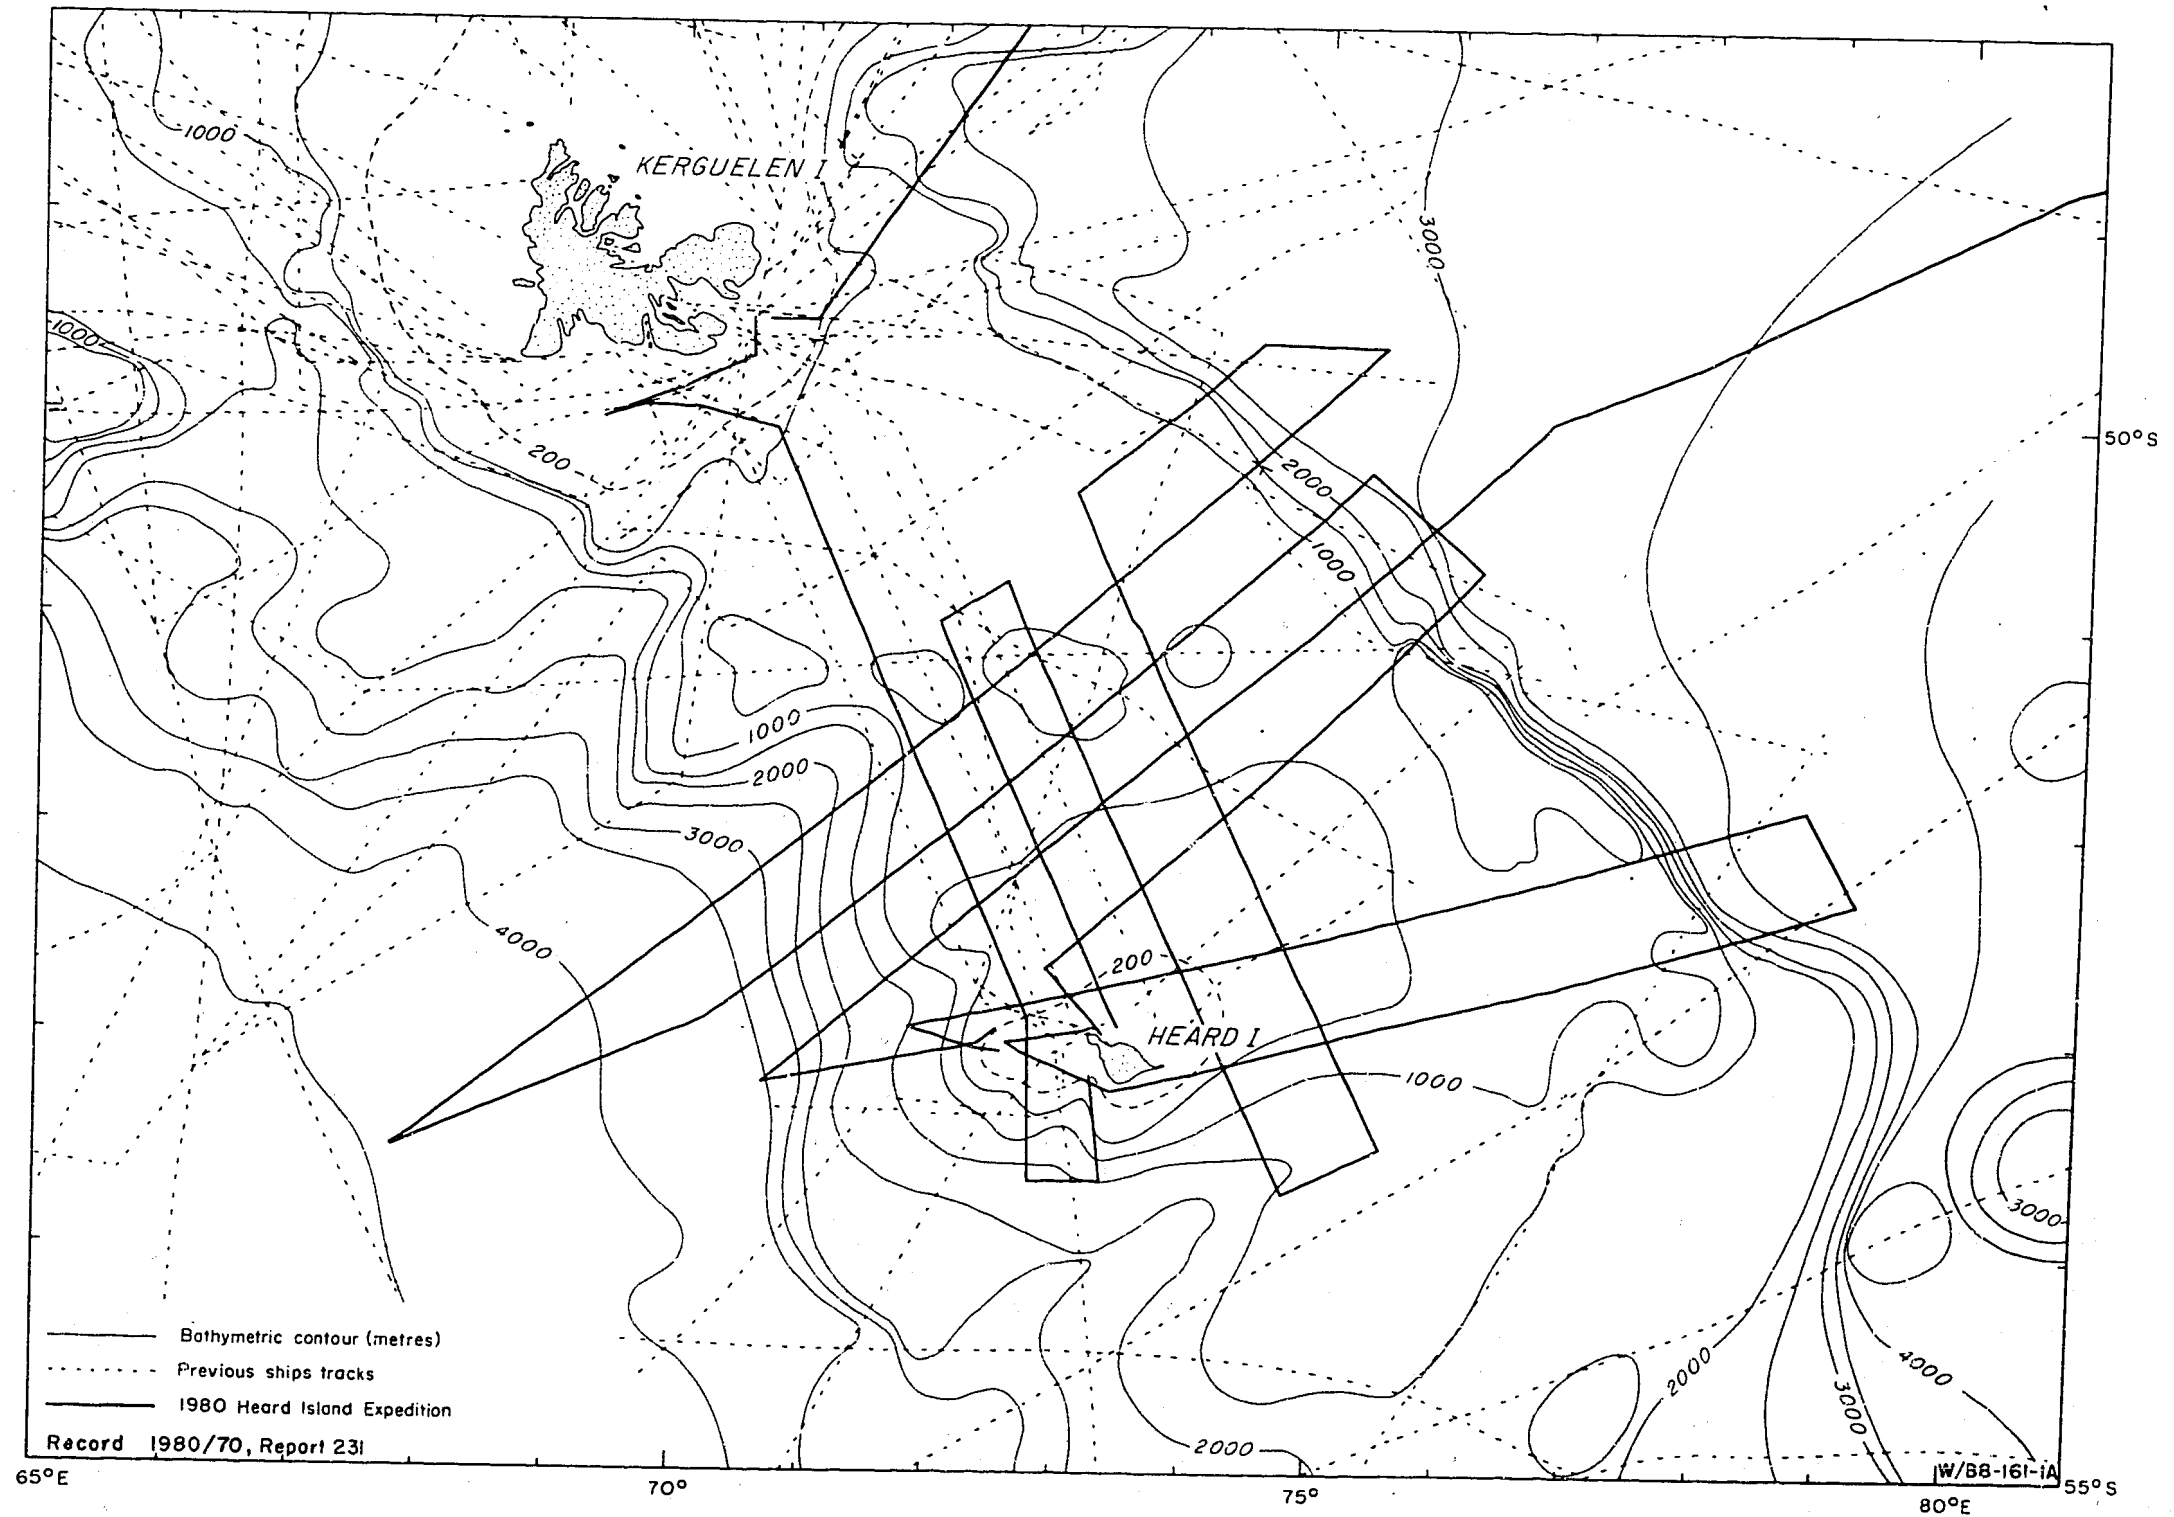 1000
KERGUELEN I
3000
1000
50°S
200
2000
1000
1000
2000
3000
4000
200
HEARD I
1000
3000
Bathymetric contour (metres)
Previous ships tracks
1980 Heard Island Expedition
Record 1980/70, Report 231
2000
2000
3000
4000
W/B8-161-1A
65°E
70°
75°
80°E
55°S